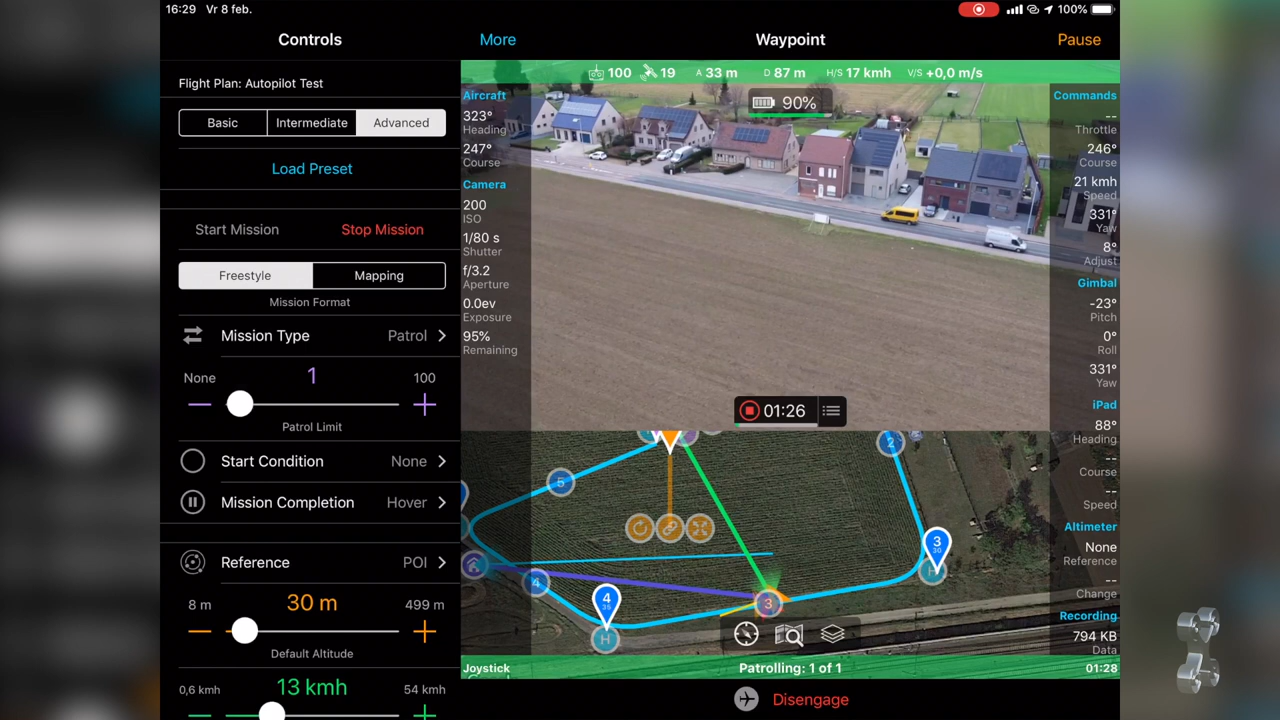 16:29 Vr 8 feb.
100%
Controls
More
Waypoint
Pause
Flight Plan: Autopilot Test
Basic
Intermediate
Advanced
Load Preset
Start Mission
Stop Mission
Freestyle
Mapping
Mission Format
Mission Type
Patrol
None
1
100
Patrol Limit
Start Condition
None
Mission Completion
Hover
Reference
POI
8 m
30 m
499 m
Default Altitude
0,6 kmh
13 kmh
54 kmh
100 19 A 33 m D 87 m H/S 17 kmh V/S +0,0 m/s
90%
Aircraft
323°
Heading
247°
Course
Camera
200
ISO
1/80 s
Shutter
f/3.2
Aperture
0.0ev
Exposure
95%
Remaining
01:26
2
5
3
30
H
4
4
35
3
H
Commands
--
Throttle
246°
Course
21 kmh
Speed
331°
Yaw
8°
Adjust
Gimbal
-23°
Pitch
0°
Roll
331°
Yaw
iPad
88°
Heading
--
Course
--
Speed
Altimeter
None
Reference
--
Change
Recording
794 KB
Data
Joystick
Patrolling: 1 of 1
01:28
Disengage